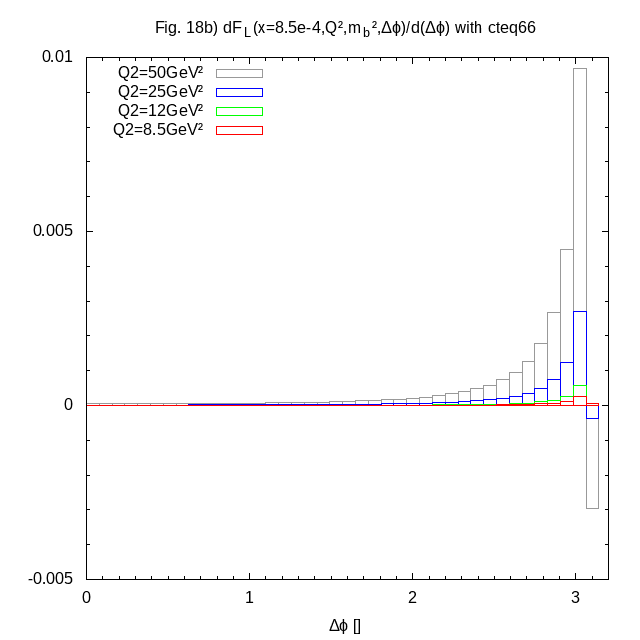 Fig. 18b) dF_L(x=8.5e-4,Q²,m_b²,Δϕ)/d(Δϕ) with cteq66
0.01
Q2=50GeV²
Q2=25GeV²
Q2=12GeV²
Q2=8.5GeV²
0.005
0
-0.005
0 1 2 3
Δϕ []